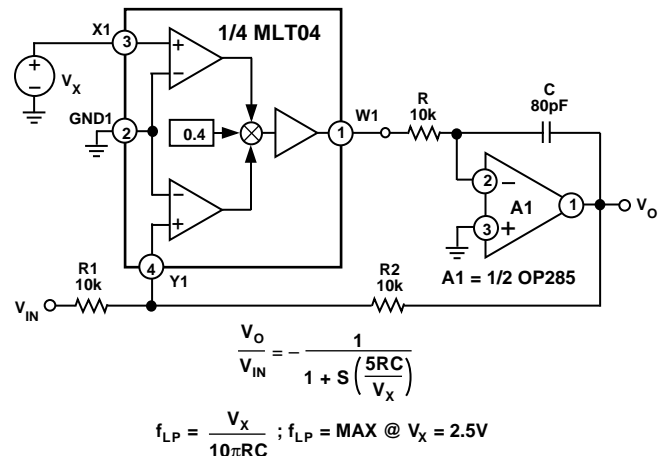 1/4 MLT04
X1
3
+
–
+
–
V_X
GND1
2
0.4
W1
1
R
10k
C
80pF
2
–
A1
1
3
+
V_O
–
+
4
Y1
A1 = 1/2 OP285
R1
10k
R2
10k
V_IN
V_O / V_IN = – 1 / (1 + S (5RC / V_X))
f_LP = V_X / 10πRC ; f_LP = MAX @ V_X = 2.5V